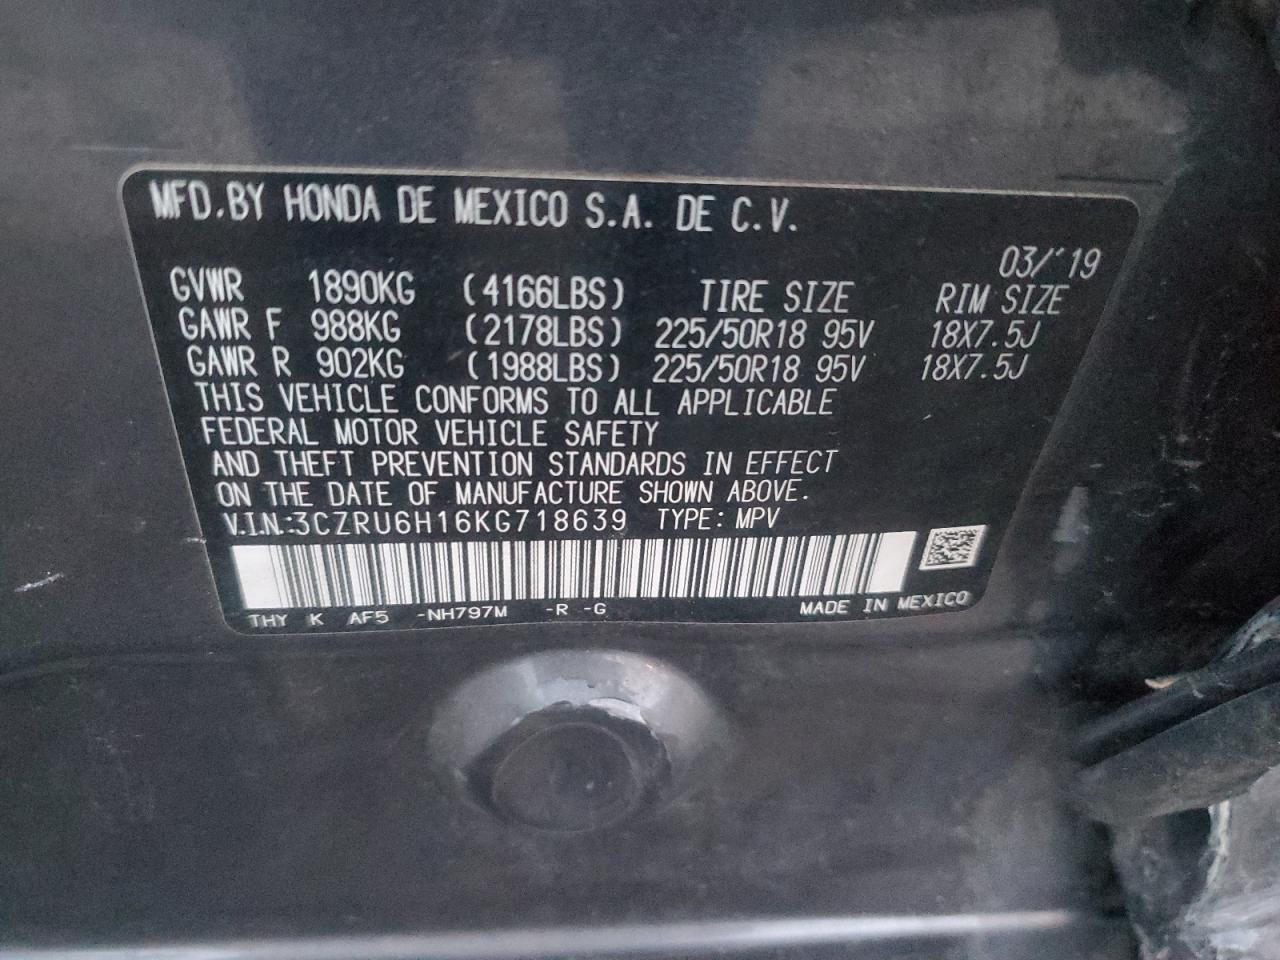 MFD.BY HONDA DE MEXICO S.A. DE C.V.
03/'19
GVWR 1890KG (4166LBS) TIRE SIZE RIM SIZE
GAWR F 988KG (2178LBS) 225/50R18 95V 18X7.5J
GAWR R 902KG (1988LBS) 225/50R18 95V 18X7.5J
THIS VEHICLE CONFORMS TO ALL APPLICABLE
FEDERAL MOTOR VEHICLE SAFETY
AND THEFT PREVENTION STANDARDS IN EFFECT
ON THE DATE OF MANUFACTURE SHOWN ABOVE.
V.I.N.:3CZRU6H16KG718639 TYPE: MPV
THY K AF5 -NH797M -R -G MADE IN MEXICO